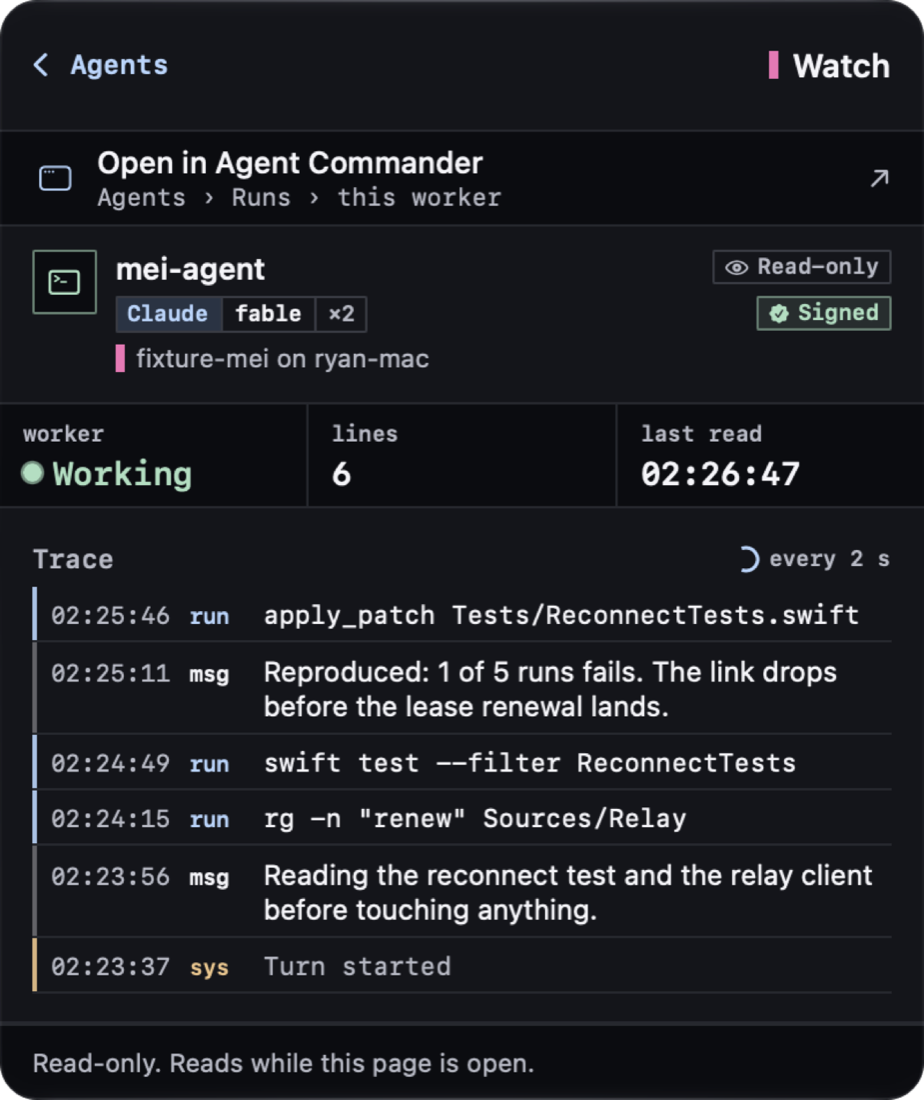 Agents
Watch
Open in Agent Commander
Agents › Runs › this worker
mei-agent
Read-only
Claude fable ×2
Signed
fixture-mei on ryan-mac
worker
Working
lines
6
last read
02:26:47
Trace
every 2 s
02:25:46 run apply_patch Tests/ReconnectTests.swift
02:25:11 msg Reproduced: 1 of 5 runs fails. The link drops
before the lease renewal lands.
02:24:49 run swift test --filter ReconnectTests
02:24:15 run rg -n "renew" Sources/Relay
02:23:56 msg Reading the reconnect test and the relay client
before touching anything.
02:23:37 sys Turn started
Read-only. Reads while this page is open.